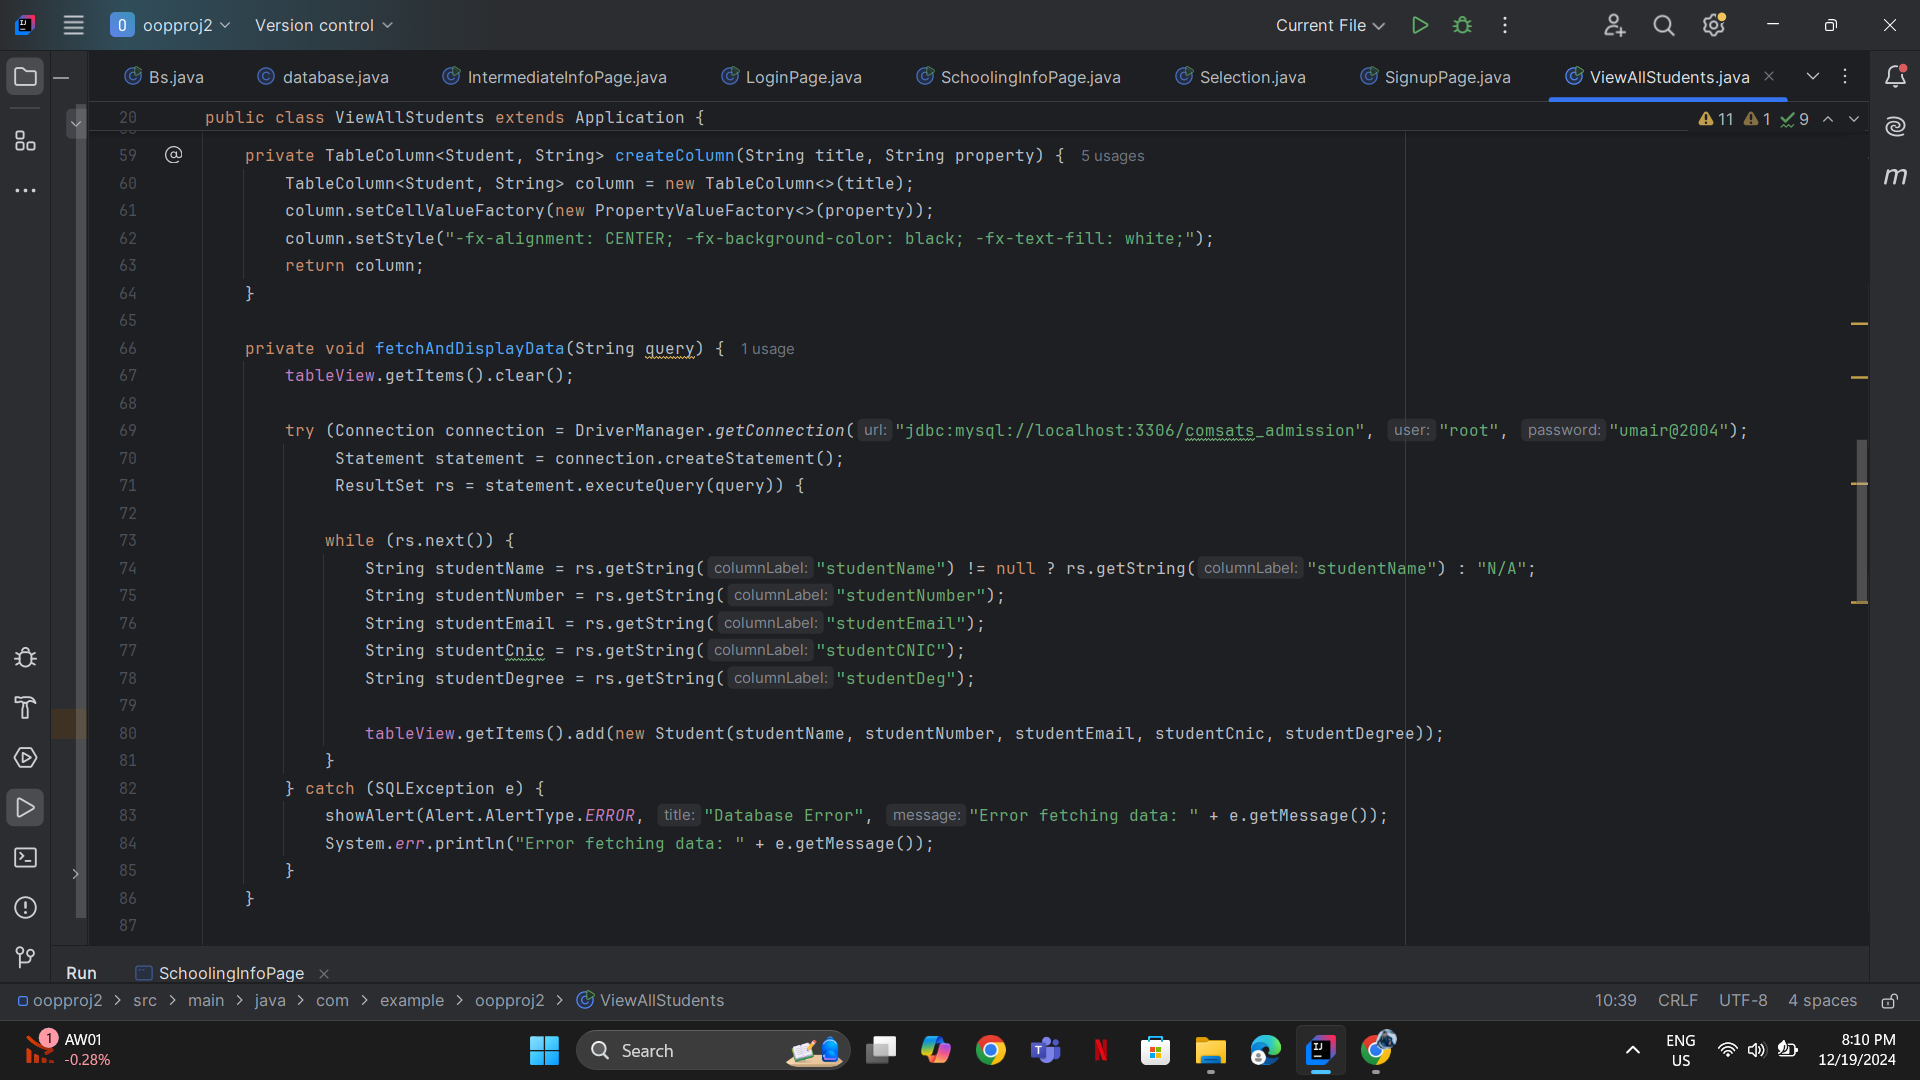 oopproj2
Version control
Current File
Bs.java
database.java
IntermediateInfoPage.java
LoginPage.java
SchoolingInfoPage.java
Selection.java
SignupPage.java
ViewAllStudents.java
20 public class ViewAllStudents extends Application {
11 1 9
59 private TableColumn<Student, String> createColumn(String title, String property) { 5 usages
60 TableColumn<Student, String> column = new TableColumn<>(title);
61 column.setCellValueFactory(new PropertyValueFactory<>(property));
62 column.setStyle("-fx-alignment: CENTER; -fx-background-color: black; -fx-text-fill: white;");
63 return column;
64 }
65
66 private void fetchAndDisplayData(String query) { 1 usage
67 tableView.getItems().clear();
68
69 try (Connection connection = DriverManager.getConnection( url: "jdbc:mysql://localhost:3306/comsats_admission", user: "root", password: "umair@2004");
70 Statement statement = connection.createStatement();
71 ResultSet rs = statement.executeQuery(query)) {
72
73 while (rs.next()) {
74 String studentName = rs.getString( columnLabel: "studentName") != null ? rs.getString( columnLabel: "studentName") : "N/A";
75 String studentNumber = rs.getString( columnLabel: "studentNumber");
76 String studentEmail = rs.getString( columnLabel: "studentEmail");
77 String studentCnic = rs.getString( columnLabel: "studentCNIC");
78 String studentDegree = rs.getString( columnLabel: "studentDeg");
79
80 tableView.getItems().add(new Student(studentName, studentNumber, studentEmail, studentCnic, studentDegree));
81 }
82 } catch (SQLException e) {
83 showAlert(Alert.AlertType.ERROR, title: "Database Error", message: "Error fetching data: " + e.getMessage());
84 System.err.println("Error fetching data: " + e.getMessage());
85 }
86 }
87
Run SchoolingInfoPage
oopproj2 > src > main > java > com > example > oopproj2 > ViewAllStudents
10:39 CRLF UTF-8 4 spaces
1
AW01
-0.28%
Search
ENG
US
8:10 PM
12/19/2024